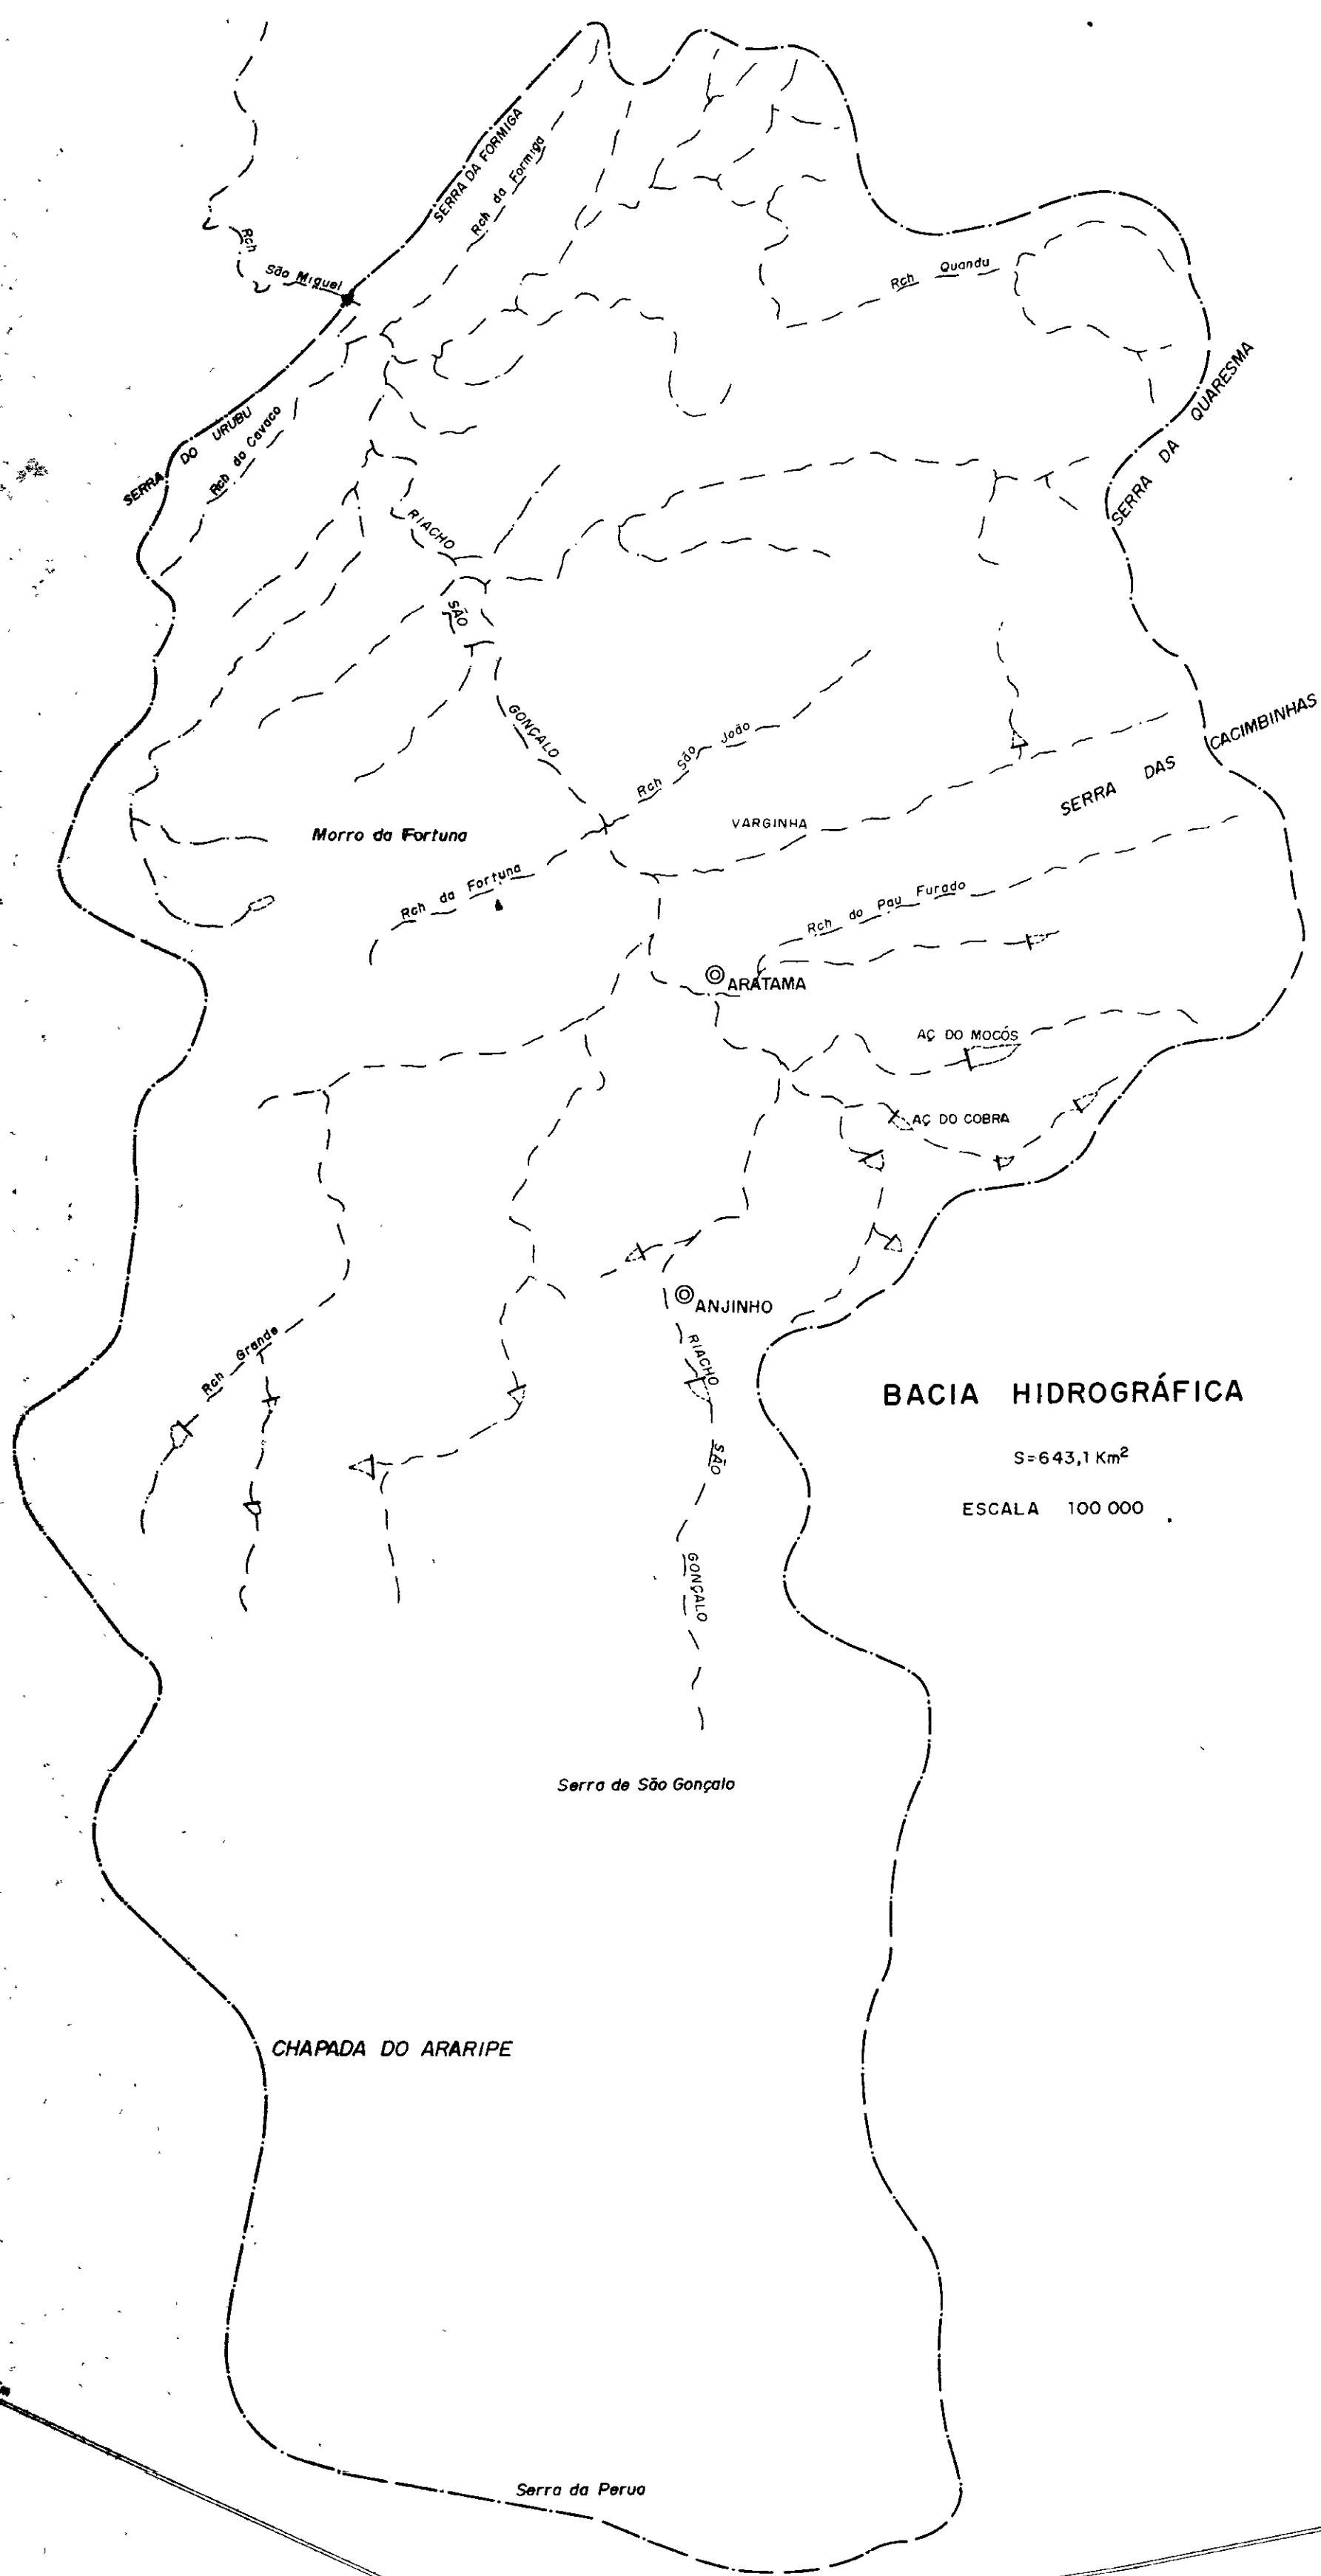 SERRA DA FORMIGA
Rch da Formiga
Rch São Miguel
Rch Quandu
SERRA DO URUBU
Rch do Cavaco
SERRA DA QUARESMA
RIACHO SÃO GONÇALO
Rch São João
SERRA DAS CACIMBINHAS
VARGINHA
Morro da Fortuna
Rch da Fortuna
Rch do Pau Furado
ARATAMA
AÇ DO MOCÓS
AÇ DO COBRA
ANJINHO
Rch Grande
RIACHO SÃO GONÇALO
BACIA HIDROGRÁFICA
S=643,1 Km²
ESCALA 100 000
Serra de São Gonçalo
CHAPADA DO ARARIPE
Serra da Perua